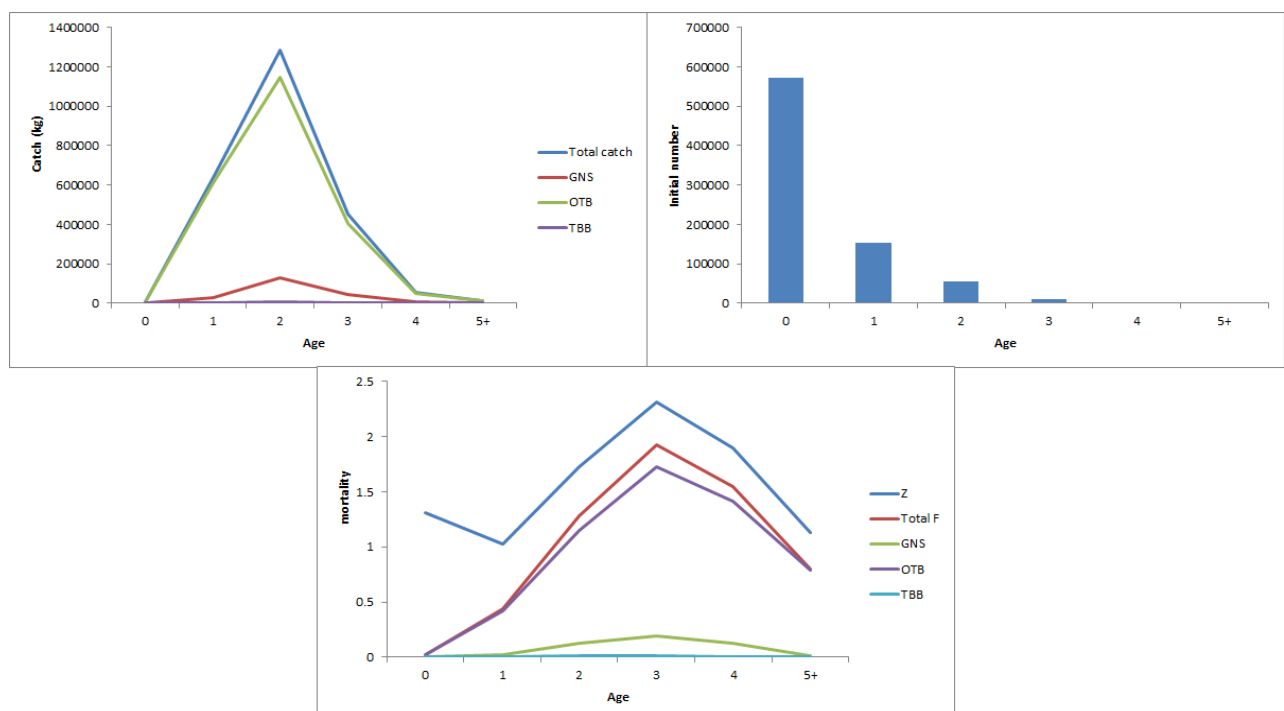 1400000
1200000
1000000
800000
600000
400000
200000
0
Catch (kg)
0 1 2 3 4 5+
Age
Total catch
GNS
OTB
TBB
700000
600000
500000
400000
300000
200000
100000
0
Initial number
0 1 2 3 4 5+
Age
2.5
2
1.5
1
0.5
0
mortality
0 1 2 3 4 5+
Age
Z
Total F
GNS
OTB
TBB